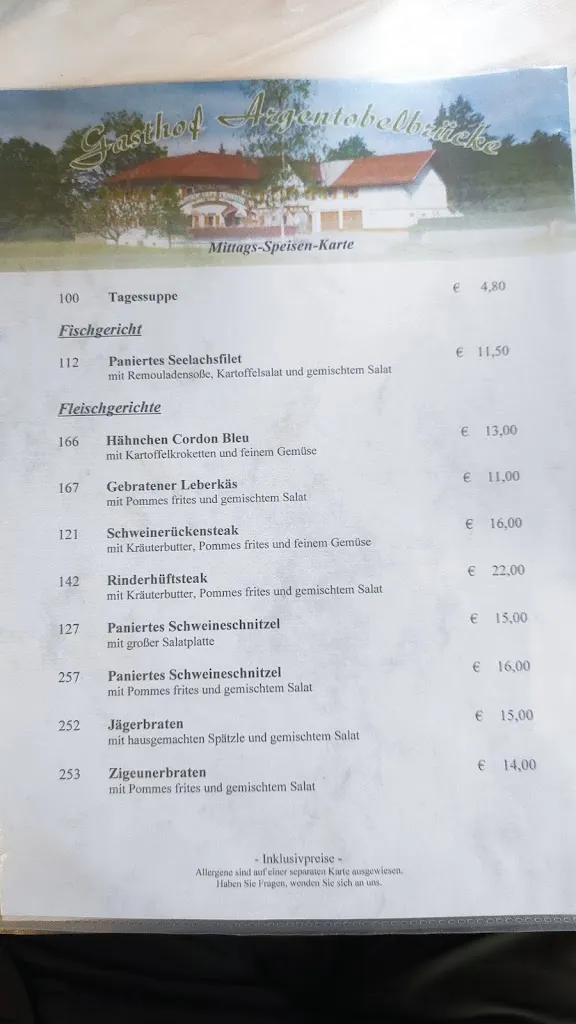 Gasthof Argentobelbrücke
Mittags-Speisen-Karte
100 Tagessuppe € 4,80
Fischgericht
112 Paniertes Seelachsfilet € 11,50
mit Remouladensoße, Kartoffelsalat und gemischtem Salat
Fleischgerichte
166 Hähnchen Cordon Bleu € 13,00
mit Kartoffelkroketten und feinem Gemüse
167 Gebratener Leberkäs € 11,00
mit Pommes frites und gemischtem Salat
121 Schweinerückensteak € 16,00
mit Kräuterbutter, Pommes frites und feinem Gemüse
142 Rinderhüftsteak € 22,00
mit Kräuterbutter, Pommes frites und gemischtem Salat
127 Paniertes Schweineschnitzel € 15,00
mit großer Salatplatte
257 Paniertes Schweineschnitzel € 16,00
mit Pommes frites und gemischtem Salat
252 Jägerbraten € 15,00
mit hausgemachten Spätzle und gemischtem Salat
253 Zigeunerbraten € 14,00
mit Pommes frites und gemischtem Salat
- Inklusivpreise -
Allergene sind auf einer separaten Karte ausgewiesen.
Haben Sie Fragen, wenden Sie sich an uns.